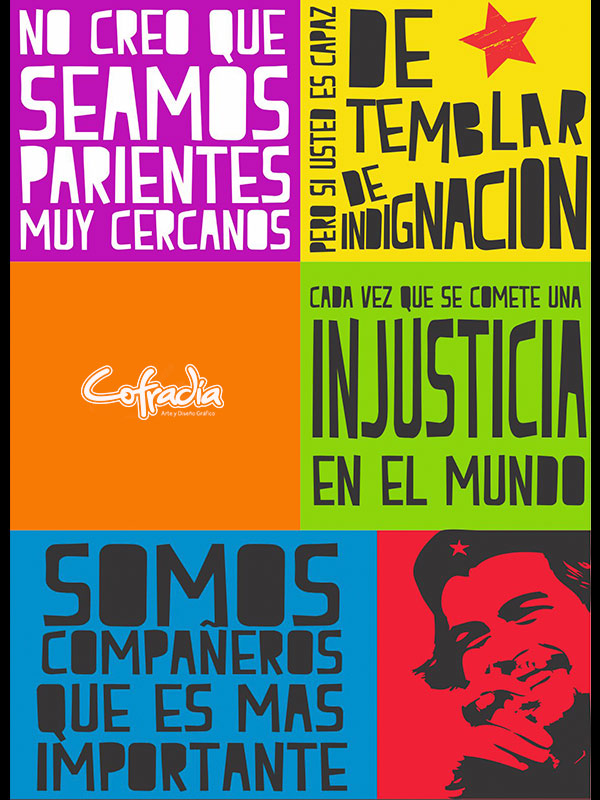 NO CREO QUE
SEAMOS
PARIENTES
MUY CERCANOS
PERO SI USTED ES CAPAZ
DE
TEMBLAR
DE
INDIGNACION
Cofradia
Arte y Diseño Gráfico
CADA VEZ QUE SE COMETE UNA
INJUSTICIA
EN EL MUNDO
SOMOS
COMPAÑEROS
QUE ES MAS
IMPORTANTE